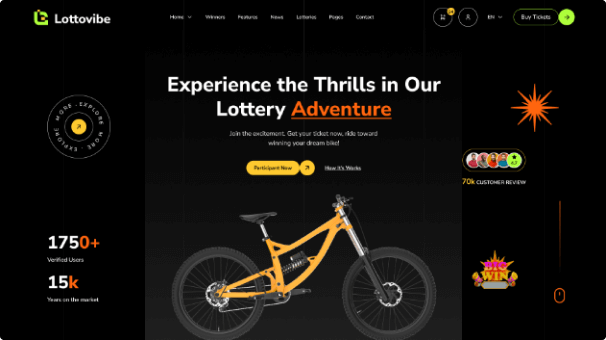 Lottovibe
Home Winners Features News Lotteries Pages Contact
EN
Buy Tickets
Experience the Thrills in Our
Lottery Adventure
Join the excitement. Get your ticket now, ride toward
winning your dream bike!
Participant Now
How It's Works
MORE . EXPLORE MORE . EXPLORE
70k CUSTOMER REVIEW
1750+
Verified Users
15k
Years on the market
BIG
WIN